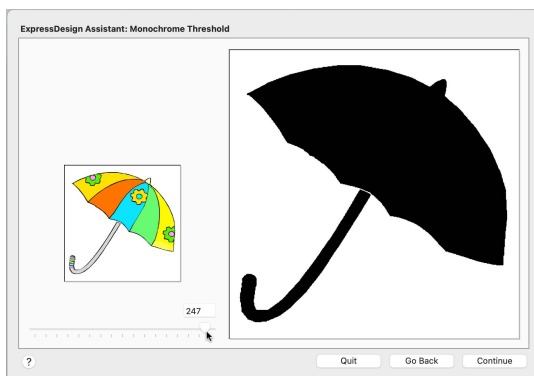 ExpressDesign Assistant: Monochrome Threshold
247
?
Quit
Go Back
Continue